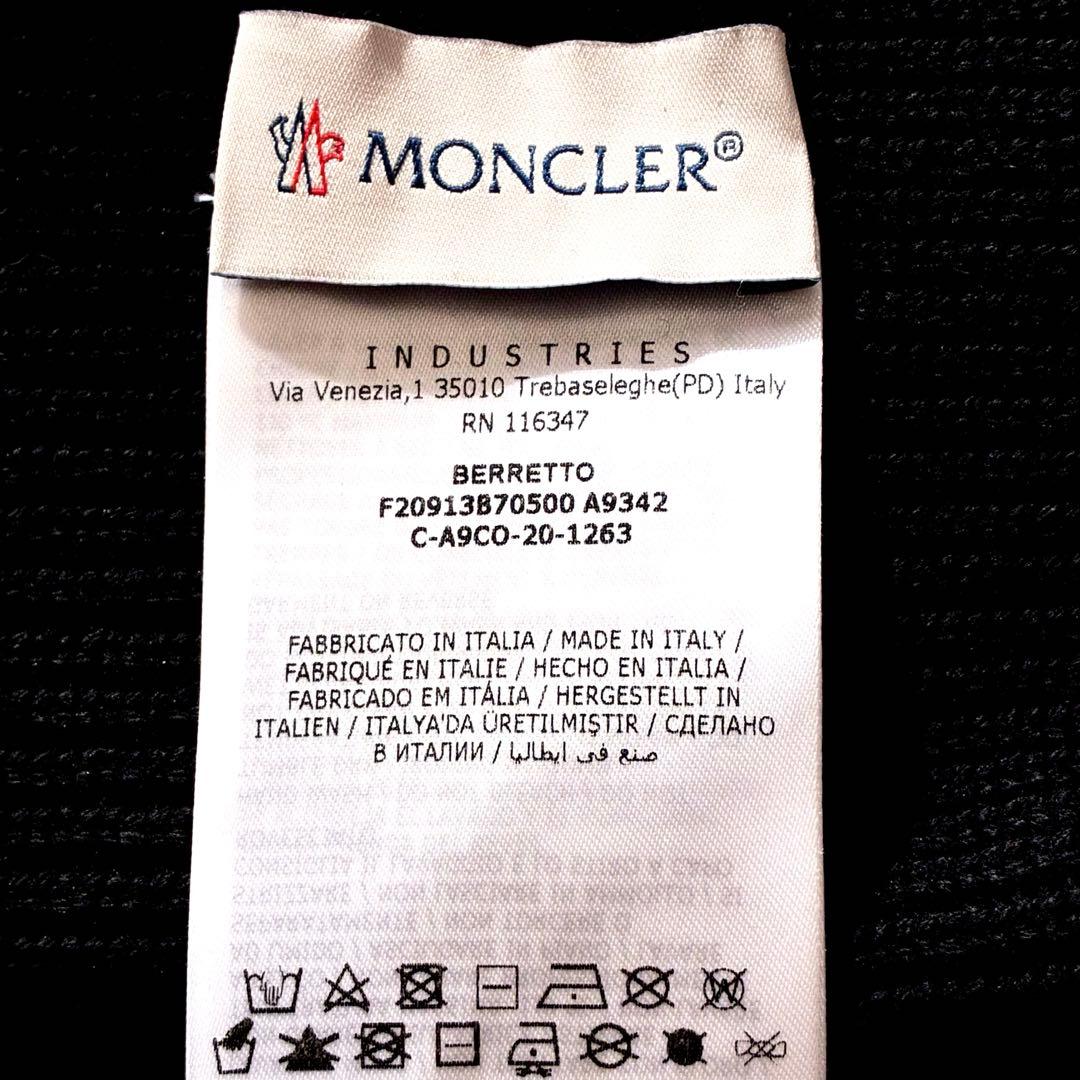 MONCLER®
INDUSTRIES
Via Venezia,1 35010 Trebaseleghe(PD) Italy
RN 116347
BERRETTO
F20913B70500 A9342
C-A9CO-20-1263
FABBRICATO IN ITALIA / MADE IN ITALY /
FABRIQUÉ EN ITALIE / HECHO EN ITALIA /
FABRICADO EM ITÁLIA / HERGESTELLT IN
ITALIEN / ITALYA'DA ÜRETILMIŞTIR / СДЕЛАНО
В ИТАЛИИ / صنع في ايطاليا
W